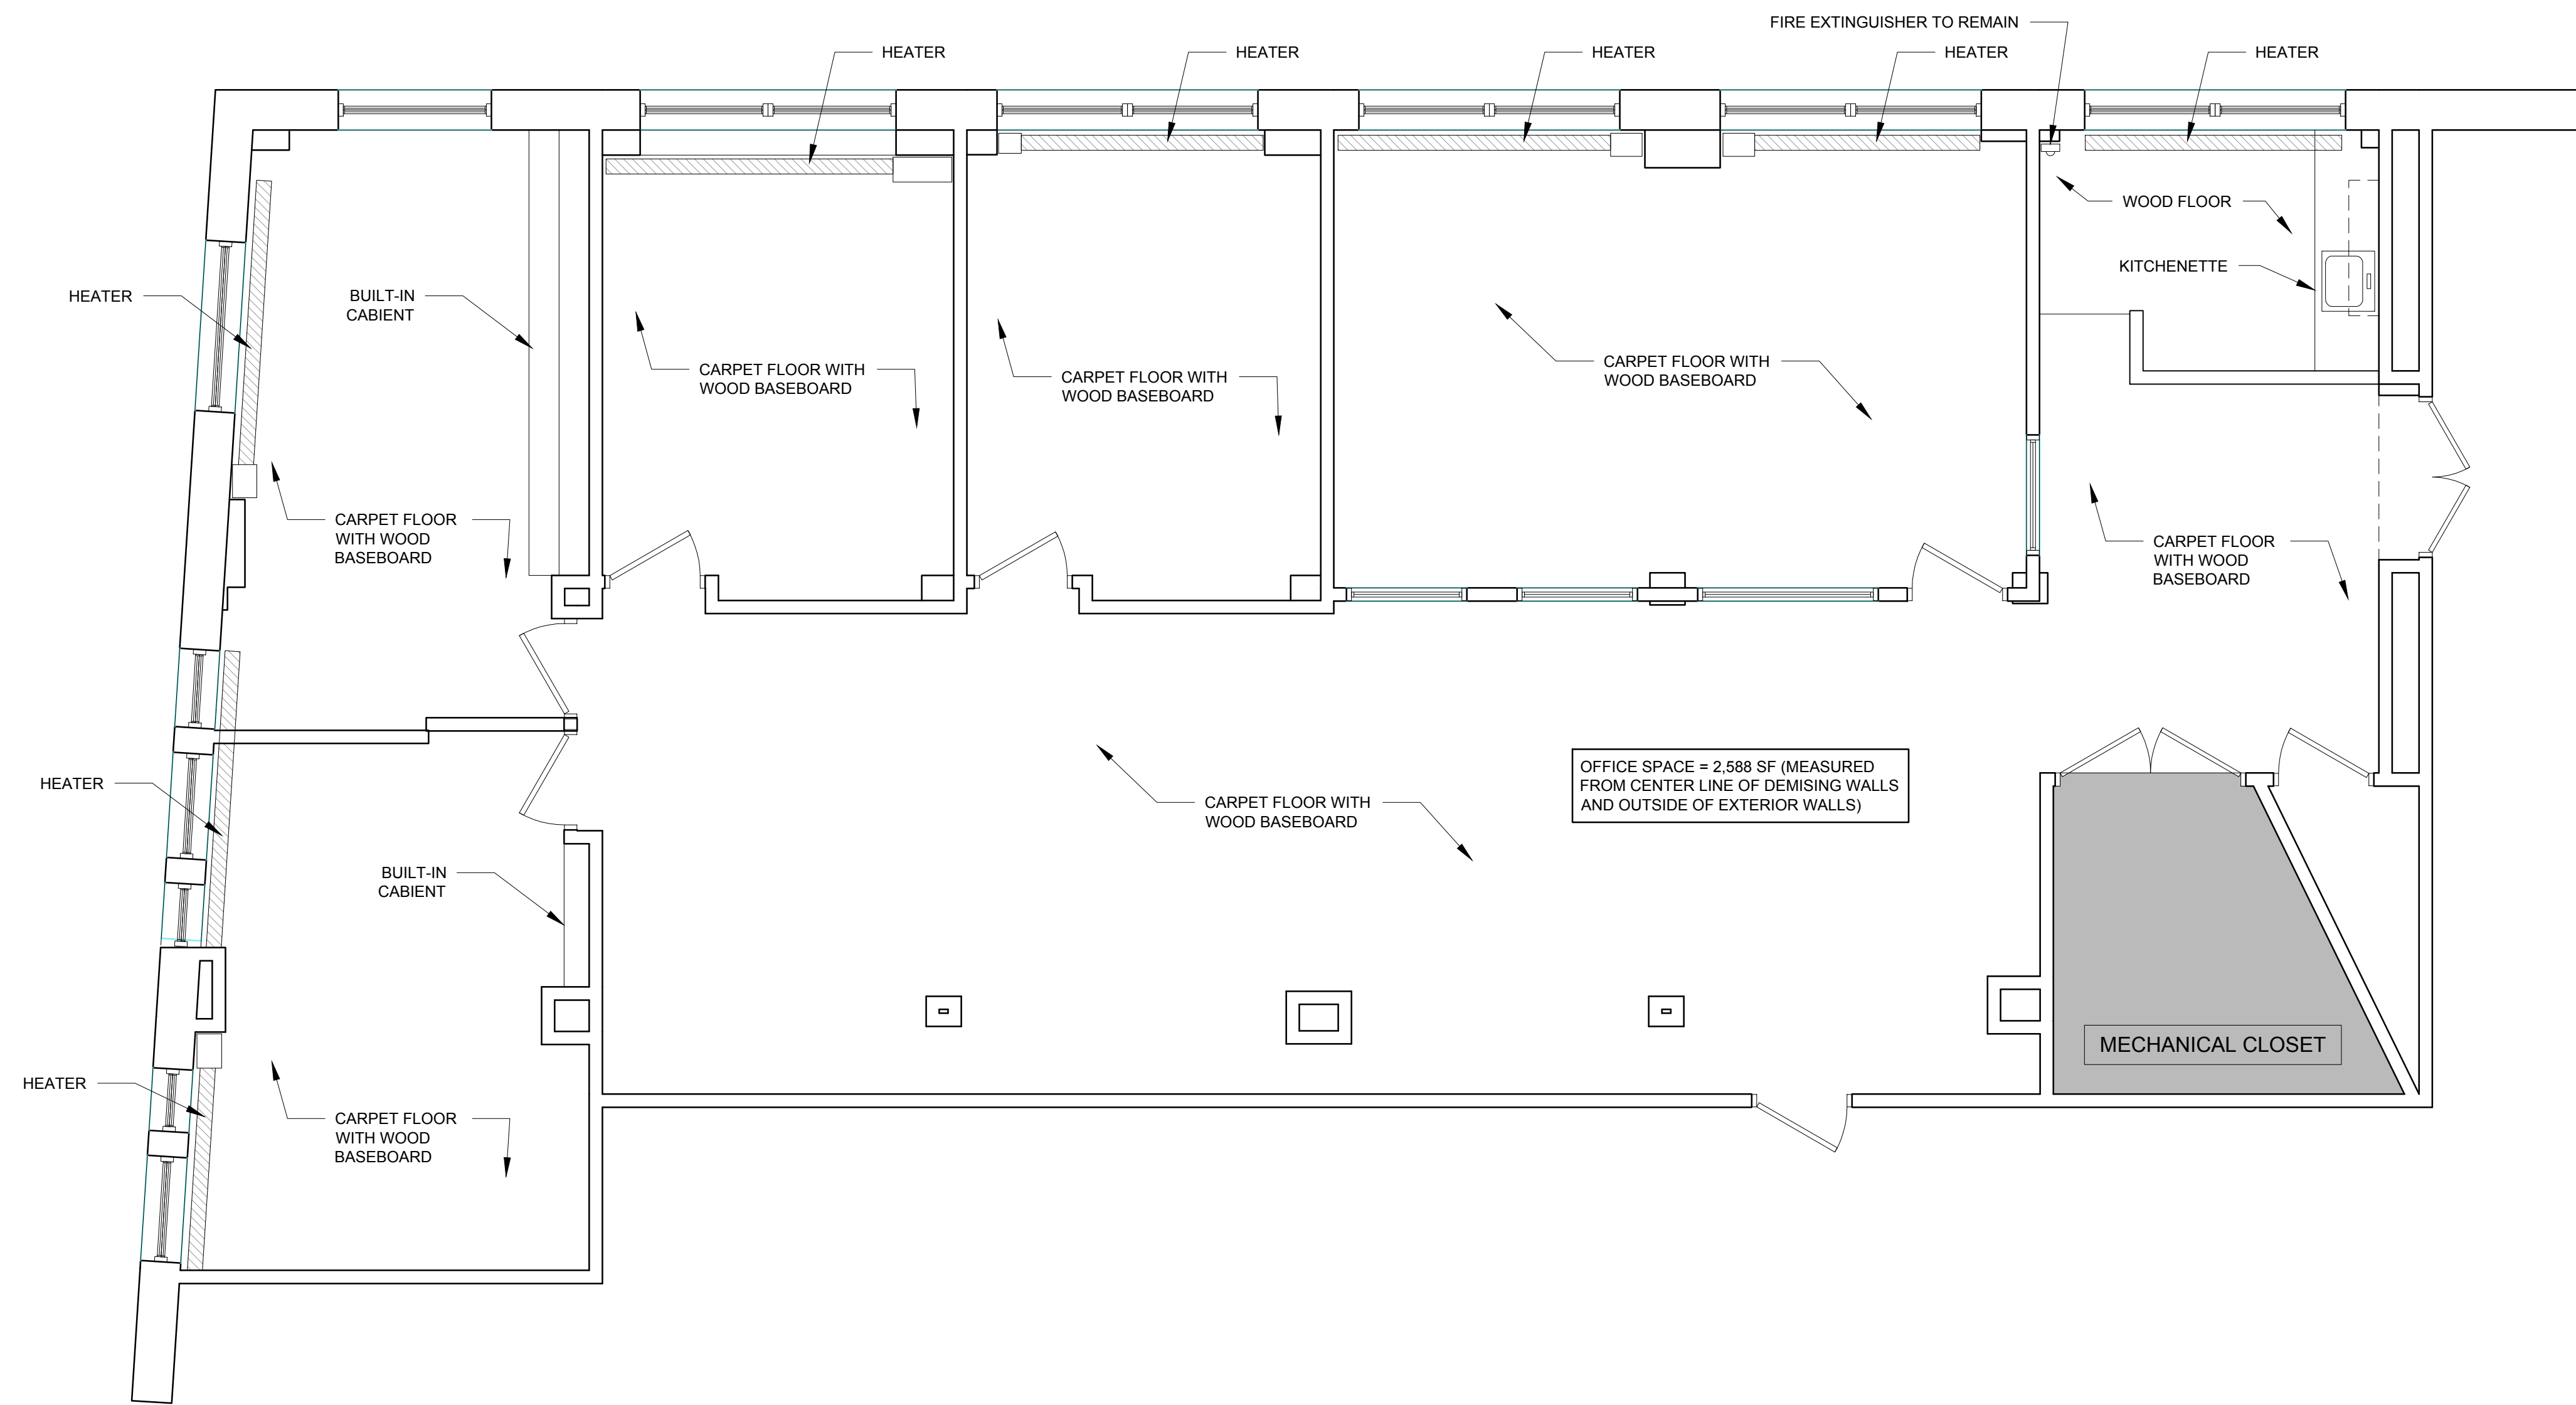 FIRE EXTINGUISHER TO REMAIN
HEATER
HEATER
HEATER
HEATER
HEATER
WOOD FLOOR
KITCHENETTE
HEATER
BUILT-IN
CABIENT
CARPET FLOOR WITH
WOOD BASEBOARD
CARPET FLOOR WITH
WOOD BASEBOARD
CARPET FLOOR WITH
WOOD BASEBOARD
CARPET FLOOR
WITH WOOD
BASEBOARD
CARPET FLOOR
WITH WOOD
BASEBOARD
HEATER
CARPET FLOOR WITH
WOOD BASEBOARD
OFFICE SPACE = 2,588 SF (MEASURED
FROM CENTER LINE OF DEMISING WALLS
AND OUTSIDE OF EXTERIOR WALLS)
BUILT-IN
CABIENT
MECHANICAL CLOSET
HEATER
CARPET FLOOR
WITH WOOD
BASEBOARD